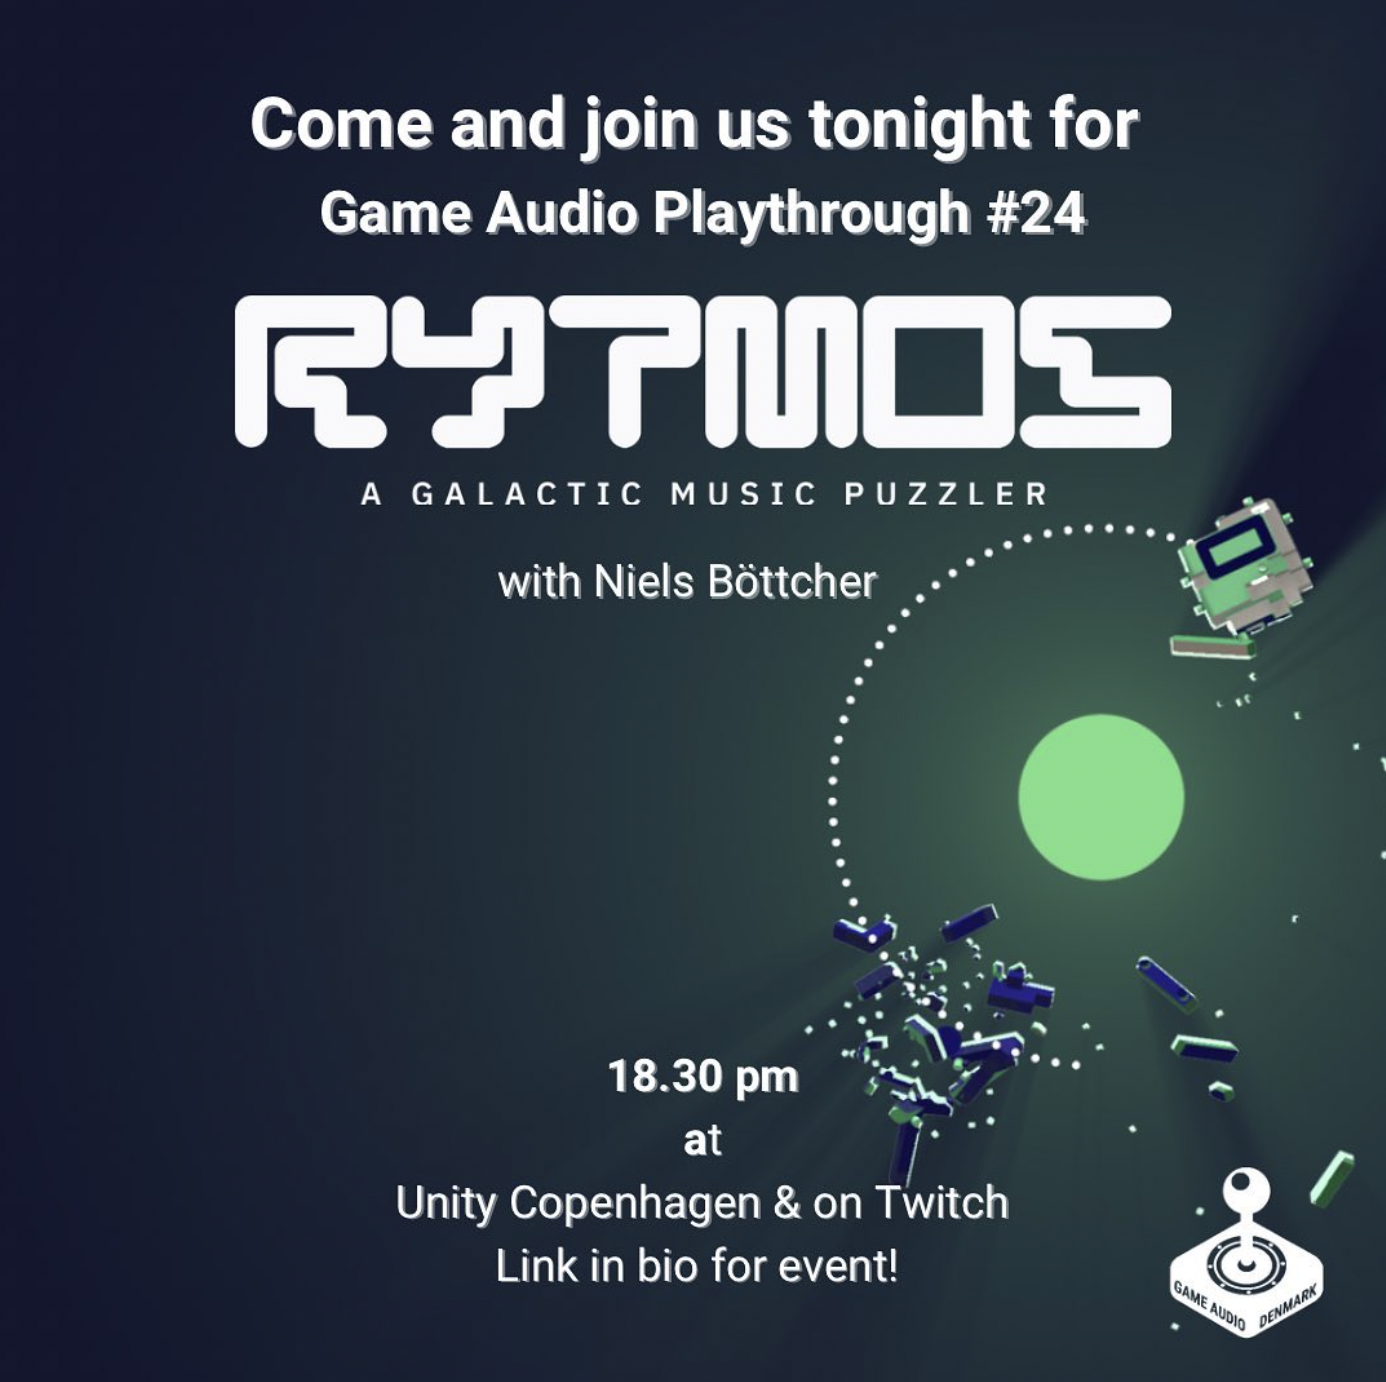 Come and join us tonight for
Game Audio Playthrough #24
RYTMOS
A GALACTIC MUSIC PUZZLER
with Niels Böttcher
18.30 pm
at
Unity Copenhagen & on Twitch
Link in bio for event!
GAME AUDIO DENMARK